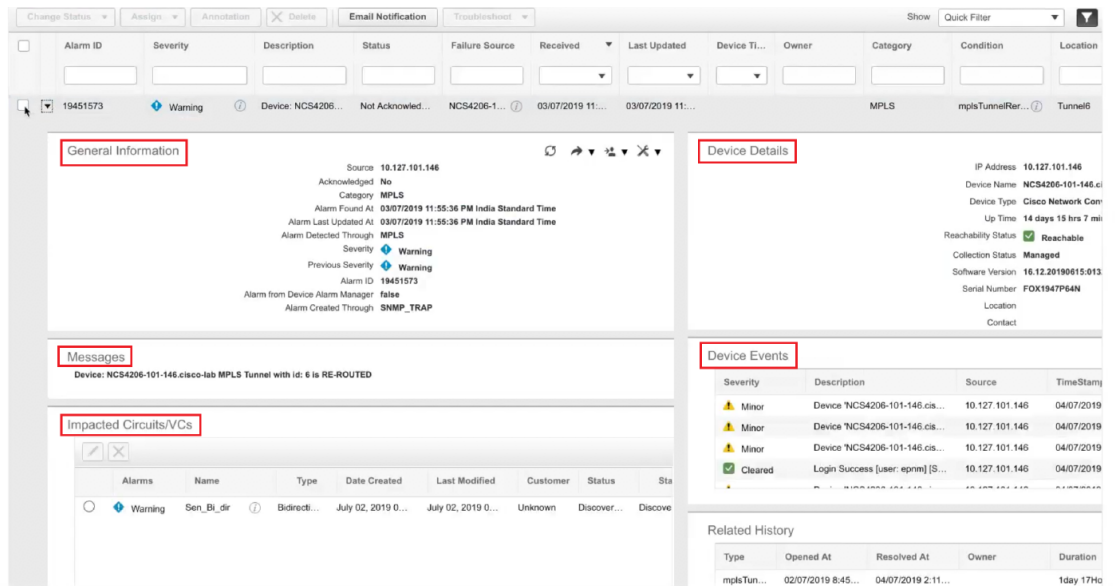 Change Status Assign Annotation Delete Email Notification Troubleshoot Show Quick Filter
Alarm ID Severity Description Status Failure Source Received Last Updated Device Ti... Owner Category Condition Location
19451573 Warning Device: NCS4206... Not Acknowled... NCS4206-1... 03/07/2019 11:... 03/07/2019 11:... MPLS mplsTunnelRer... Tunnel6
General Information
Source 10.127.101.146
Acknowledged No
Category MPLS
Alarm Found At 03/07/2019 11:55:36 PM India Standard Time
Alarm Last Updated At 03/07/2019 11:55:36 PM India Standard Time
Alarm Detected Through MPLS
Severity Warning
Previous Severity Warning
Alarm ID 19451573
Alarm from Device Alarm Manager false
Alarm Created Through SNMP_TRAP
Messages
Device: NCS4206-101-146.cisco-lab MPLS Tunnel with id: 6 is RE-ROUTED
Impacted Circuits/VCs
Alarms Name Type Date Created Last Modified Customer Status Sta
Warning Sen_Bi_dir Bidirecti... July 02, 2019 0... July 02, 2019 0... Unknown Discover... Discove
Device Details
IP Address 10.127.101.146
Device Name NCS4206-101-146.ci
Device Type Cisco Network Con
Up Time 14 days 15 hrs 7 mi
Reachability Status Reachable
Collection Status Managed
Software Version 16.12.20190615:013
Serial Number FOX1947P64N
Location
Contact
Device Events
Severity Description Source TimeStamp
Minor Device 'NCS4206-101-146.cis... 10.127.101.146 04/07/2019
Minor Device 'NCS4206-101-146.cis... 10.127.101.146 04/07/2019
Minor Device 'NCS4206-101-146.cis... 10.127.101.146 04/07/2019
Cleared Login Success [user: epnm] [S... 10.127.101.146 04/07/2019
Related History
Type Opened At Resolved At Owner Duration
mplsTun... 02/07/2019 8:45... 04/07/2019 2:11... 1day 17H